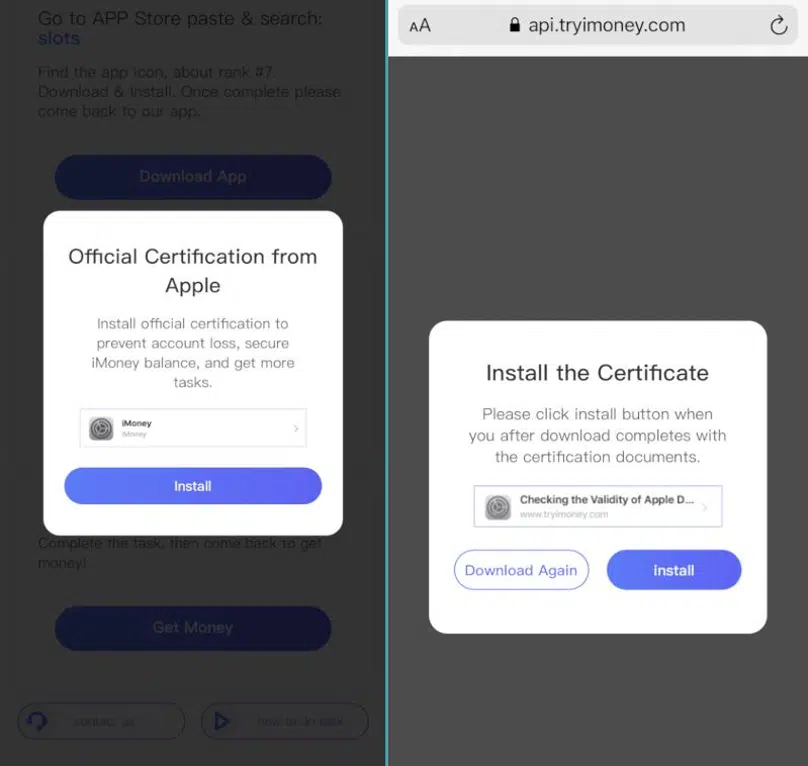 Go to APP Store paste & search:
slots
Find the app icon, about rank #7.
Download & Install. Once complete please
come back to our app.
Download App
Official Certification from
Apple
Install official certification to
prevent account loss, secure
iMoney balance, and get more
tasks.
iMoney
iMoney
Install
Complete the task, then come back to get
money!
Get Money
contact us
how to do task
AA
api.tryimoney.com
Install the Certificate
Please click install button when
you after download completes with
the certification documents.
Checking the Validity of Apple D...
www.tryimoney.com
Download Again
install